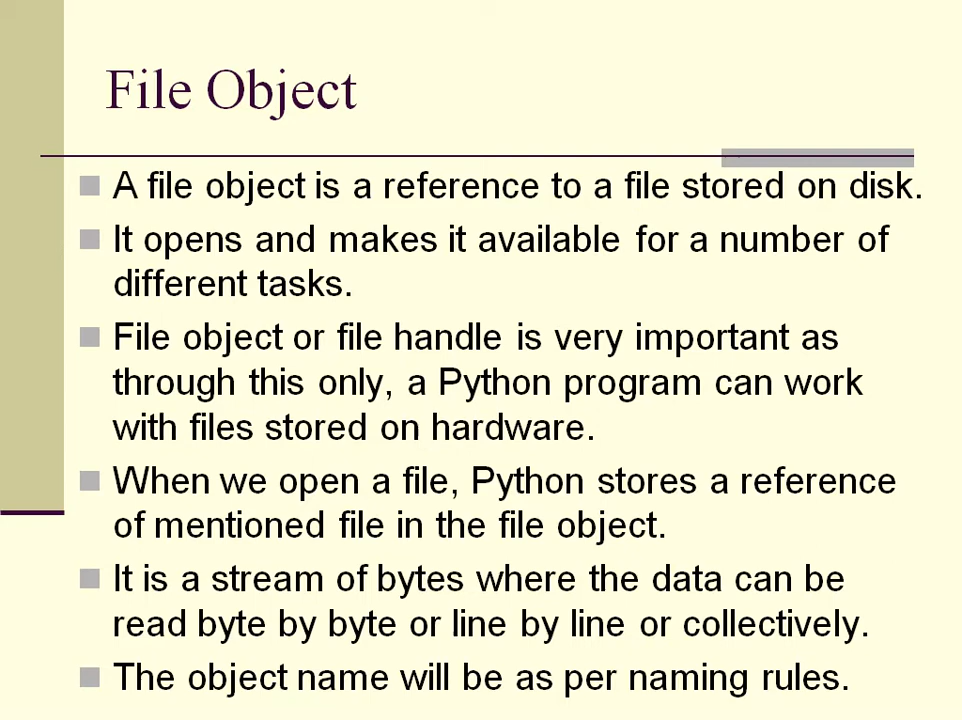 File Object
A file object is a reference to a file stored on disk.
It opens and makes it available for a number of
different tasks.
File object or file handle is very important as
through this only, a Python program can work
with files stored on hardware.
When we open a file, Python stores a reference
of mentioned file in the file object.
It is a stream of bytes where the data can be
read byte by byte or line by line or collectively.
The object name will be as per naming rules.